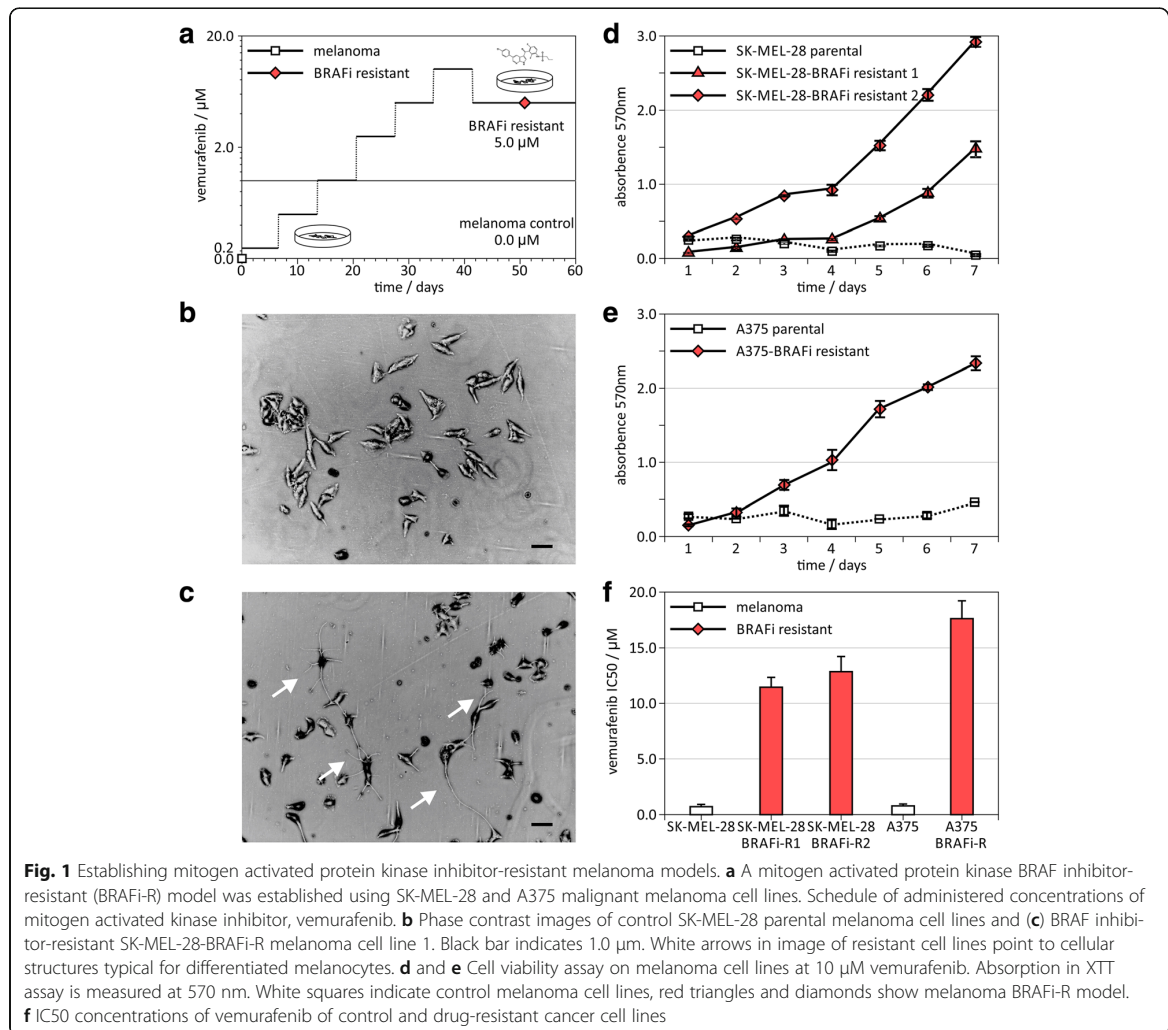 a
20.0
melanoma
BRAFi resistant
BRAFi resistant
5.0 μM
2.0
melanoma control
0.0 μM
0.2
0.0
vemurafenib / μM
0 10 20 30 40 50 60
time / days
b
c
d
3.0
SK-MEL-28 parental
SK-MEL-28-BRAFi resistant 1
SK-MEL-28-BRAFi resistant 2
2.0
1.0
0.0
absorbence 570nm
1 2 3 4 5 6 7
time / days
e
3.0
A375 parental
A375-BRAFi resistant
2.0
1.0
0.0
absorbence 570nm
1 2 3 4 5 6 7
time / days
f
20.0
melanoma
BRAFi resistant
15.0
10.0
5.0
0.0
vemurafenib IC50 / μM
SK-MEL-28 SK-MEL-28 SK-MEL-28 A375 A375
BRAFi-R1 BRAFi-R2 BRAFi-R
Fig. 1 Establishing mitogen activated protein kinase inhibitor-resistant melanoma models. a A mitogen activated protein kinase BRAF inhibitor-
resistant (BRAFi-R) model was established using SK-MEL-28 and A375 malignant melanoma cell lines. Schedule of administered concentrations of
mitogen activated kinase inhibitor, vemurafenib. b Phase contrast images of control SK-MEL-28 parental melanoma cell lines and (c) BRAF inhibi-
tor-resistant SK-MEL-28-BRAFi-R melanoma cell line 1. Black bar indicates 1.0 μm. White arrows in image of resistant cell lines point to cellular
structures typical for differentiated melanocytes. d and e Cell viability assay on melanoma cell lines at 10 μM vemurafenib. Absorption in XTT
assay is measured at 570 nm. White squares indicate control melanoma cell lines, red triangles and diamonds show melanoma BRAFi-R model.
f IC50 concentrations of vemurafenib of control and drug-resistant cancer cell lines